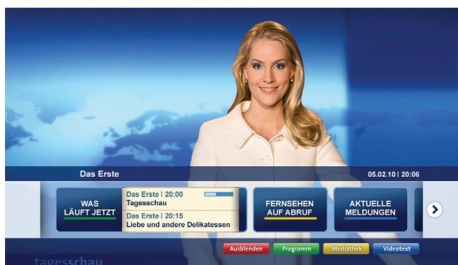 Das Erste
05.02.10 | 20:06
WAS
LÄUFT JETZT
Das Erste | 20:00
Tagesschau
Das Erste | 20:15
Liebe und andere Delikatessen
FERNSEHEN
AUF ABRUF
AKTUELLE
MELDUNGEN
Ausblenden
Programm
Mediathek
Videotext
tagesschau